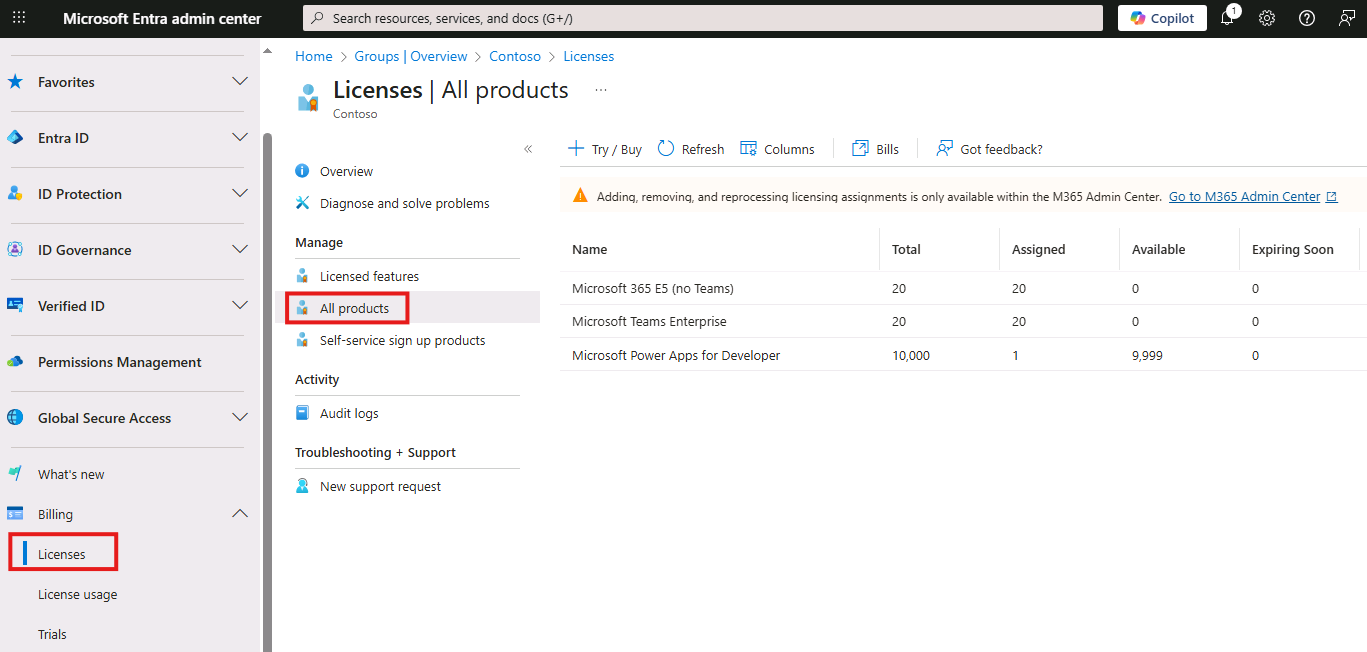 Microsoft Entra admin center
Search resources, services, and docs (G+/)
Copilot
1
Favorites
Entra ID
ID Protection
ID Governance
Verified ID
Permissions Management
Global Secure Access
What's new
Billing
Licenses
License usage
Trials
Home > Groups | Overview > Contoso > Licenses
Licenses | All products ...
Contoso
«
Overview
Diagnose and solve problems
Manage
Licensed features
All products
Self-service sign up products
Activity
Audit logs
Troubleshooting + Support
New support request
Try / Buy Refresh Columns Bills Got feedback?
Adding, removing, and reprocessing licensing assignments is only available within the M365 Admin Center. Go to M365 Admin Center
Name Total Assigned Available Expiring Soon
Microsoft 365 E5 (no Teams) 20 20 0 0
Microsoft Teams Enterprise 20 20 0 0
Microsoft Power Apps for Developer 10,000 1 9,999 0